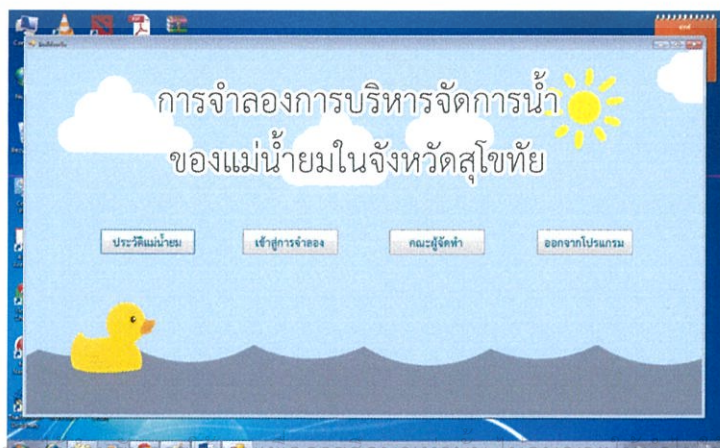 การจำลองการบริหารจัดการน้ำ
ของแม่น้ำยมในจังหวัดสุโขทัย
ประวัติแม่น้ำยม
เข้าสู่การจำลอง
คณะผู้จัดทำ
ออกจากโปรแกรม